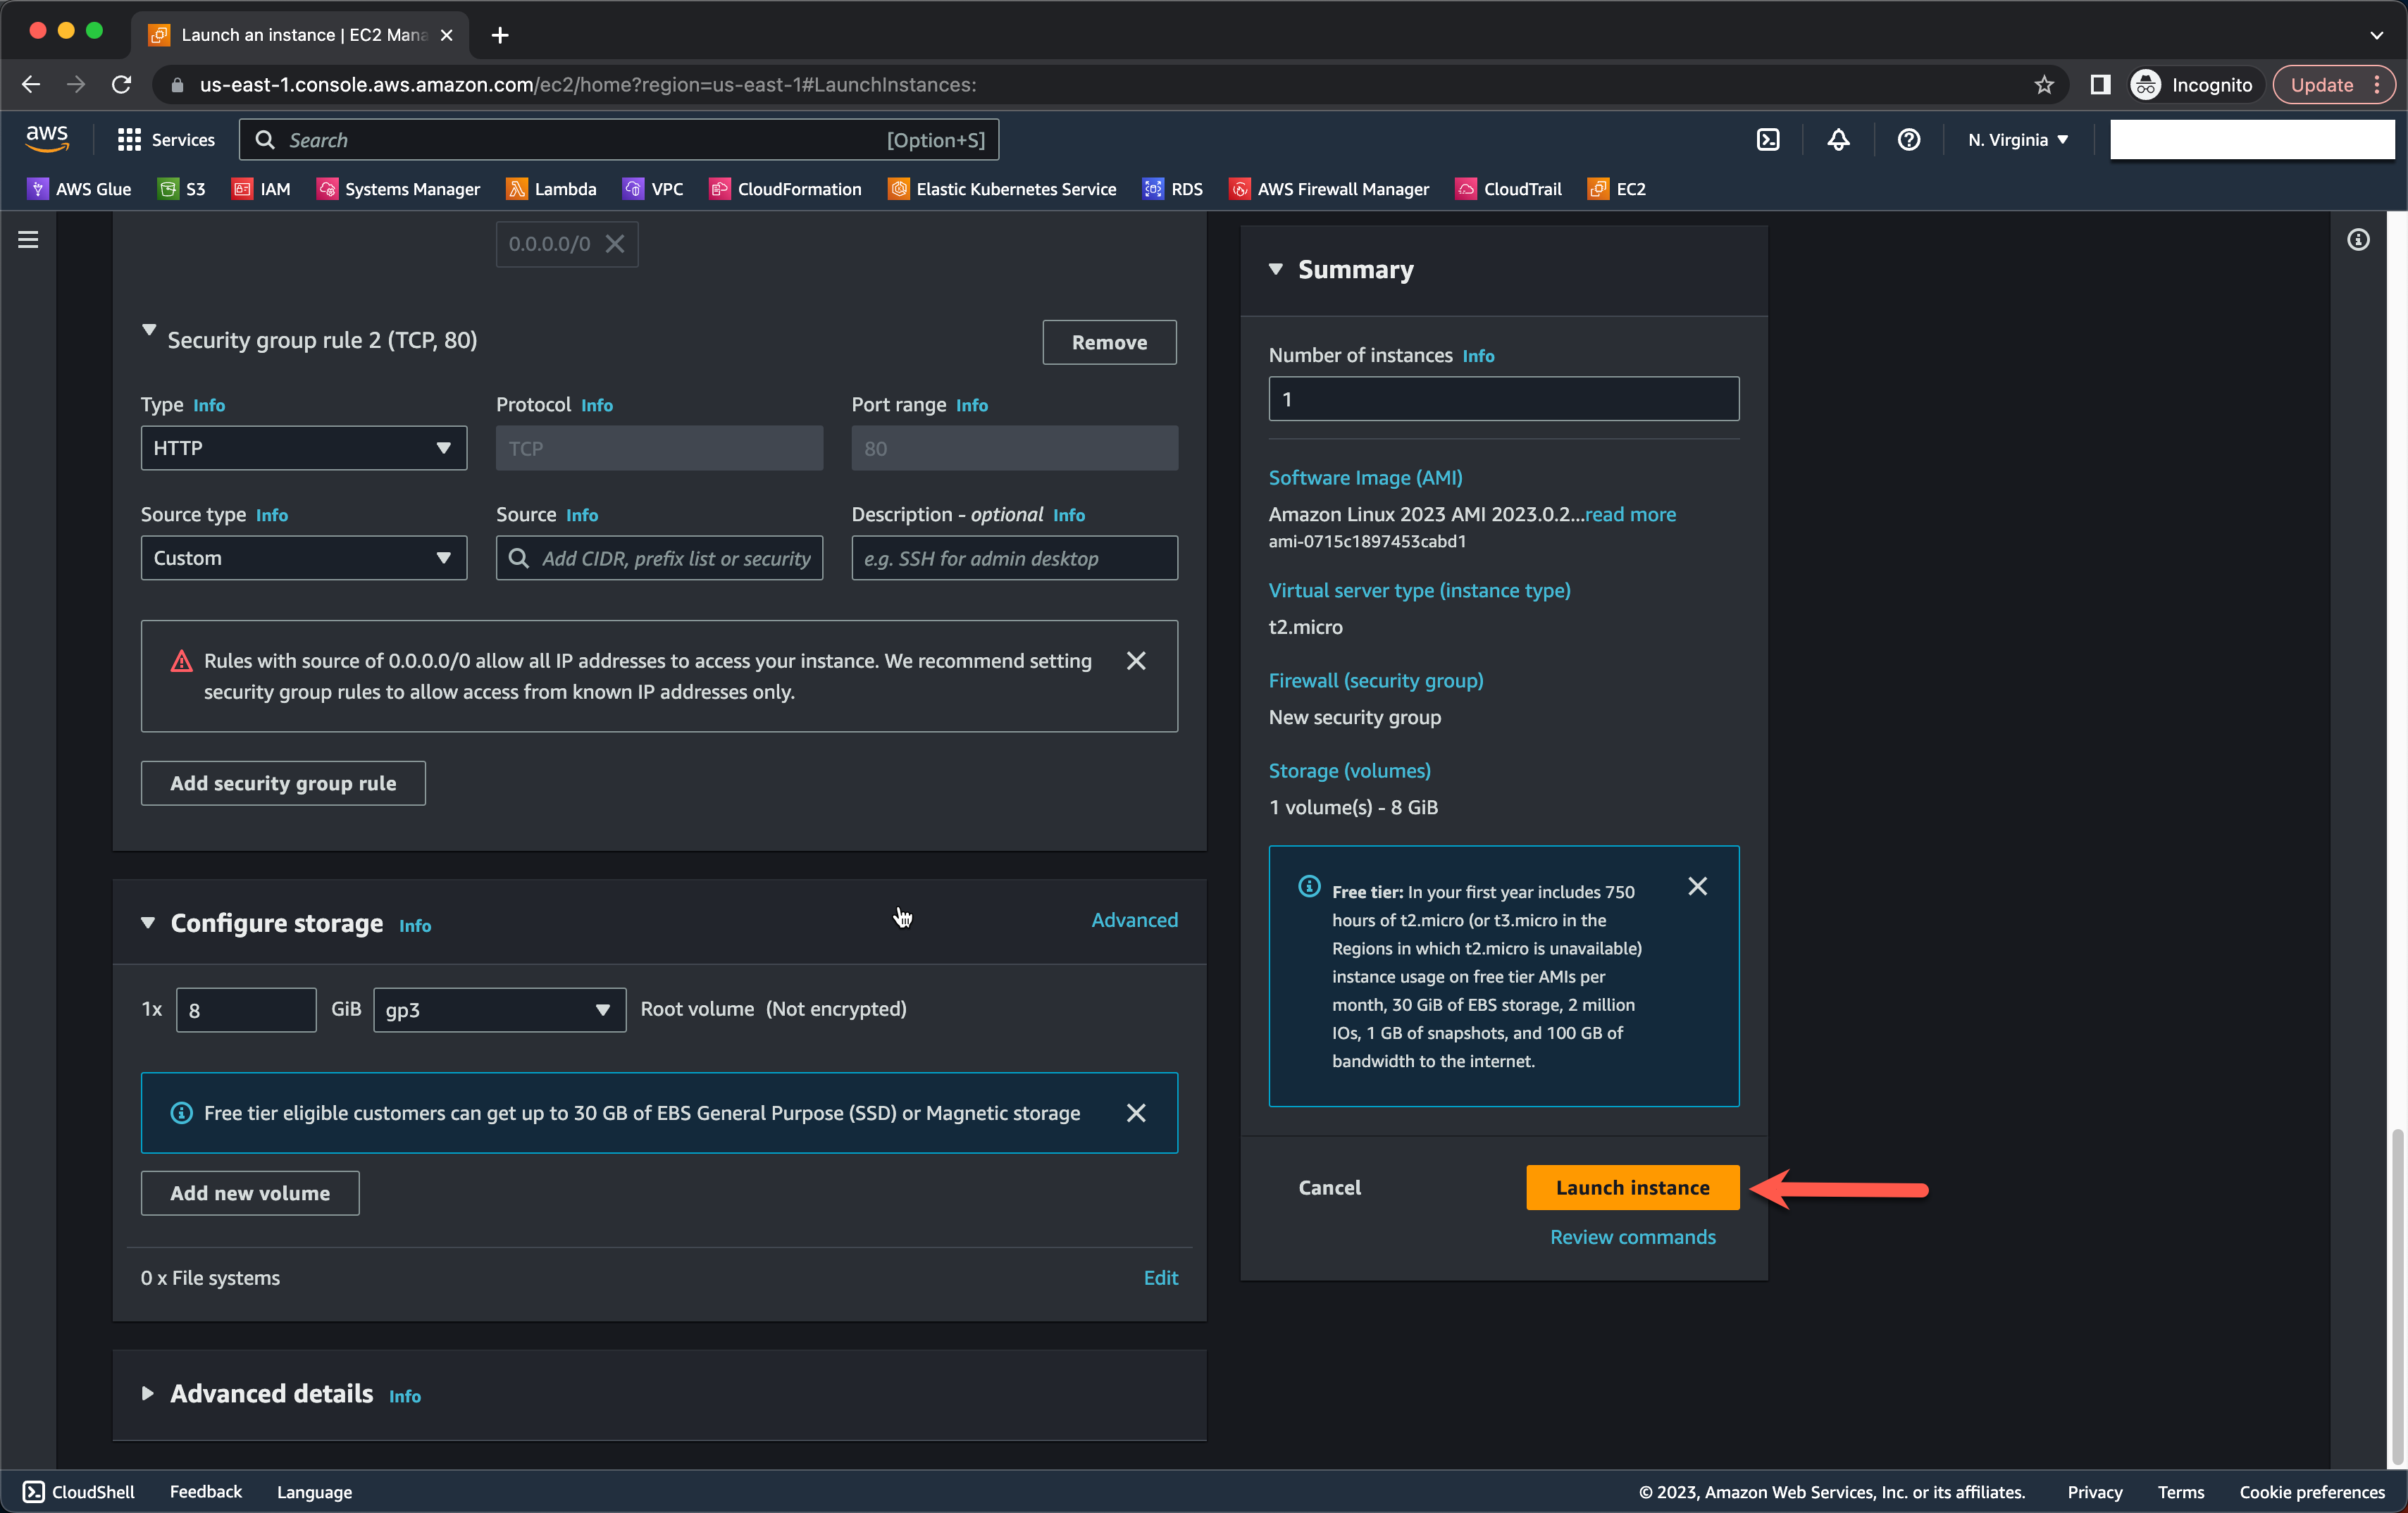 Launch an instance | EC2 Mana
us-east-1.console.aws.amazon.com/ec2/home?region=us-east-1#LaunchInstances:
Incognito
Update
aws
Services
Search
[Option+S]
N. Virginia
AWS Glue
S3
IAM
Systems Manager
Lambda
VPC
CloudFormation
Elastic Kubernetes Service
RDS
AWS Firewall Manager
CloudTrail
EC2
0.0.0.0/0
Security group rule 2 (TCP, 80)
Remove
Type Info
Protocol Info
Port range Info
HTTP
TCP
80
Source type Info
Source Info
Description - optional Info
Custom
Add CIDR, prefix list or security
e.g. SSH for admin desktop
Rules with source of 0.0.0.0/0 allow all IP addresses to access your instance. We recommend setting
security group rules to allow access from known IP addresses only.
Add security group rule
Configure storage Info
Advanced
1x
8
GiB
gp3
Root volume (Not encrypted)
Free tier eligible customers can get up to 30 GB of EBS General Purpose (SSD) or Magnetic storage
Add new volume
0 x File systems
Edit
Advanced details Info
Summary
Number of instances Info
1
Software Image (AMI)
Amazon Linux 2023 AMI 2023.0.2...read more
ami-0715c1897453cabd1
Virtual server type (instance type)
t2.micro
Firewall (security group)
New security group
Storage (volumes)
1 volume(s) - 8 GiB
Free tier: In your first year includes 750
hours of t2.micro (or t3.micro in the
Regions in which t2.micro is unavailable)
instance usage on free tier AMIs per
month, 30 GiB of EBS storage, 2 million
IOs, 1 GB of snapshots, and 100 GB of
bandwidth to the internet.
Cancel
Launch instance
Review commands
CloudShell
Feedback
Language
© 2023, Amazon Web Services, Inc. or its affiliates.
Privacy
Terms
Cookie preferences